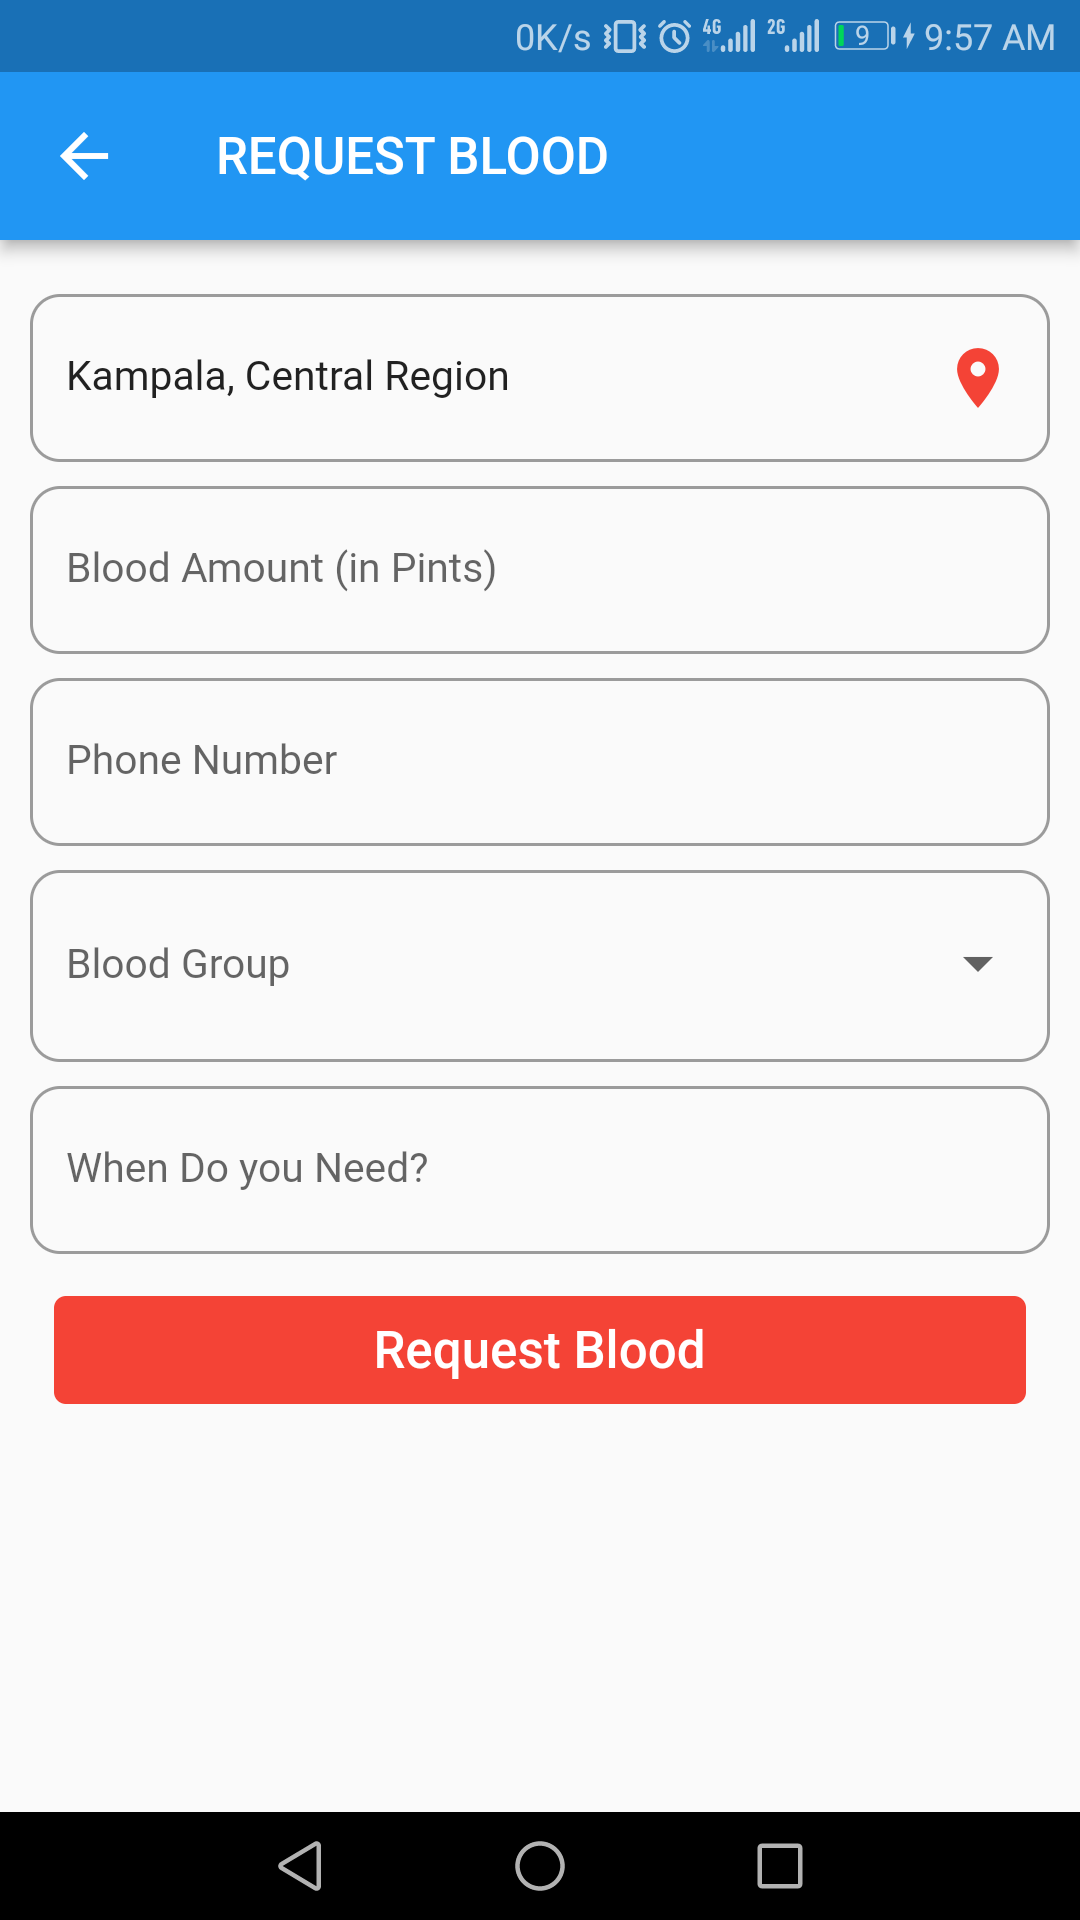 0K/s 4G 2G 9 9:57 AM
REQUEST BLOOD
Kampala, Central Region
Blood Amount (in Pints)
Phone Number
Blood Group
When Do you Need?
Request Blood